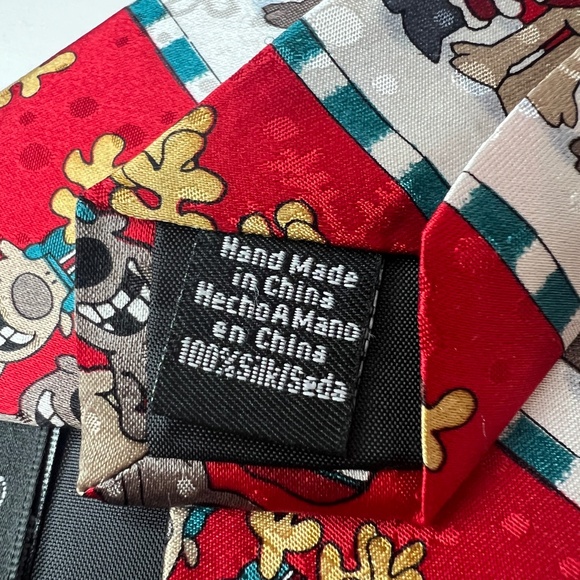 Hand Made
in China
Hecho A Mano
en China
100%Silk/Seda